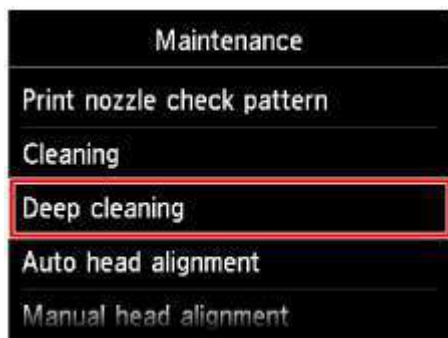 Maintenance
Print nozzle check pattern
Cleaning
Deep cleaning
Auto head alignment
Manual head alignment